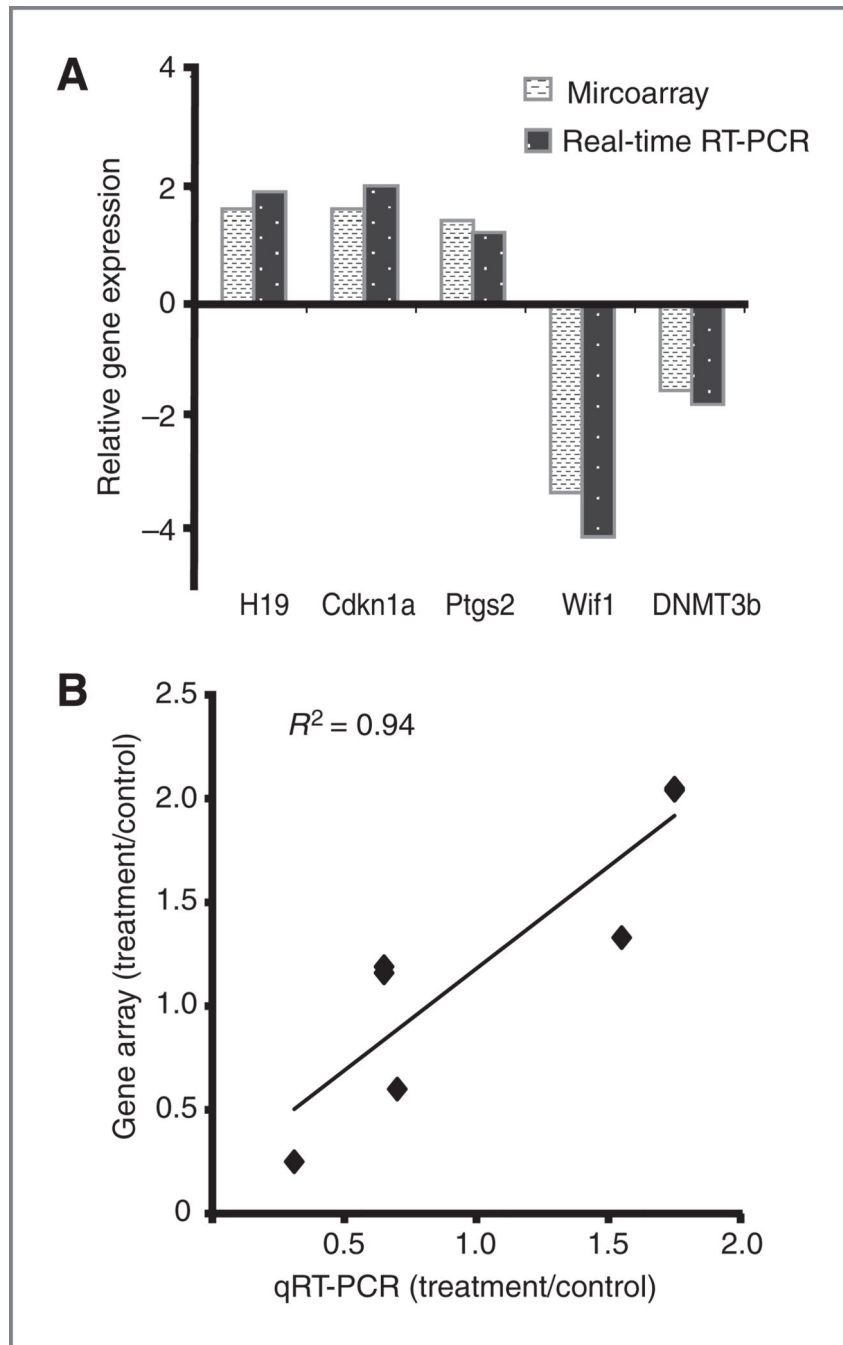 A
Mircoarray
Real-time RT-PCR
Relative gene expression
4
2
0
–2
–4
H19 Cdkn1a Ptgs2 Wif1 DNMT3b
B
R² = 0.94
Gene array (treatment/control)
2.5
2.0
1.5
1.0
0.5
0
0.5 1.0 1.5 2.0
qRT-PCR (treatment/control)